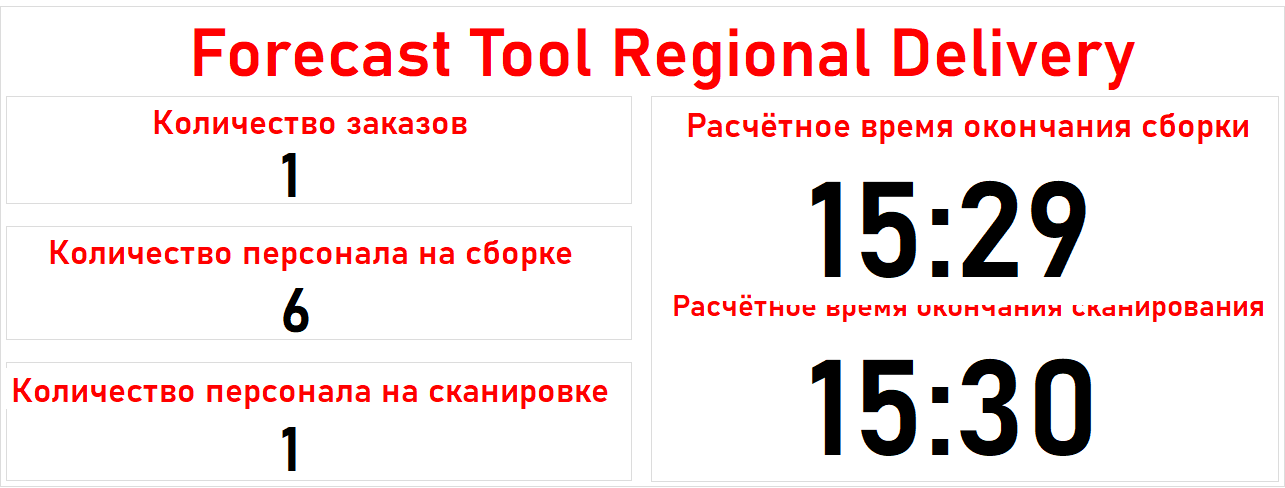 Forecast Tool Regional Delivery
Количество заказов
1
Количество персонала на сборке
6
Количество персонала на сканировке
1
Расчётное время окончания сборки
15:29
Расчётное время окончания сканирования
15:30